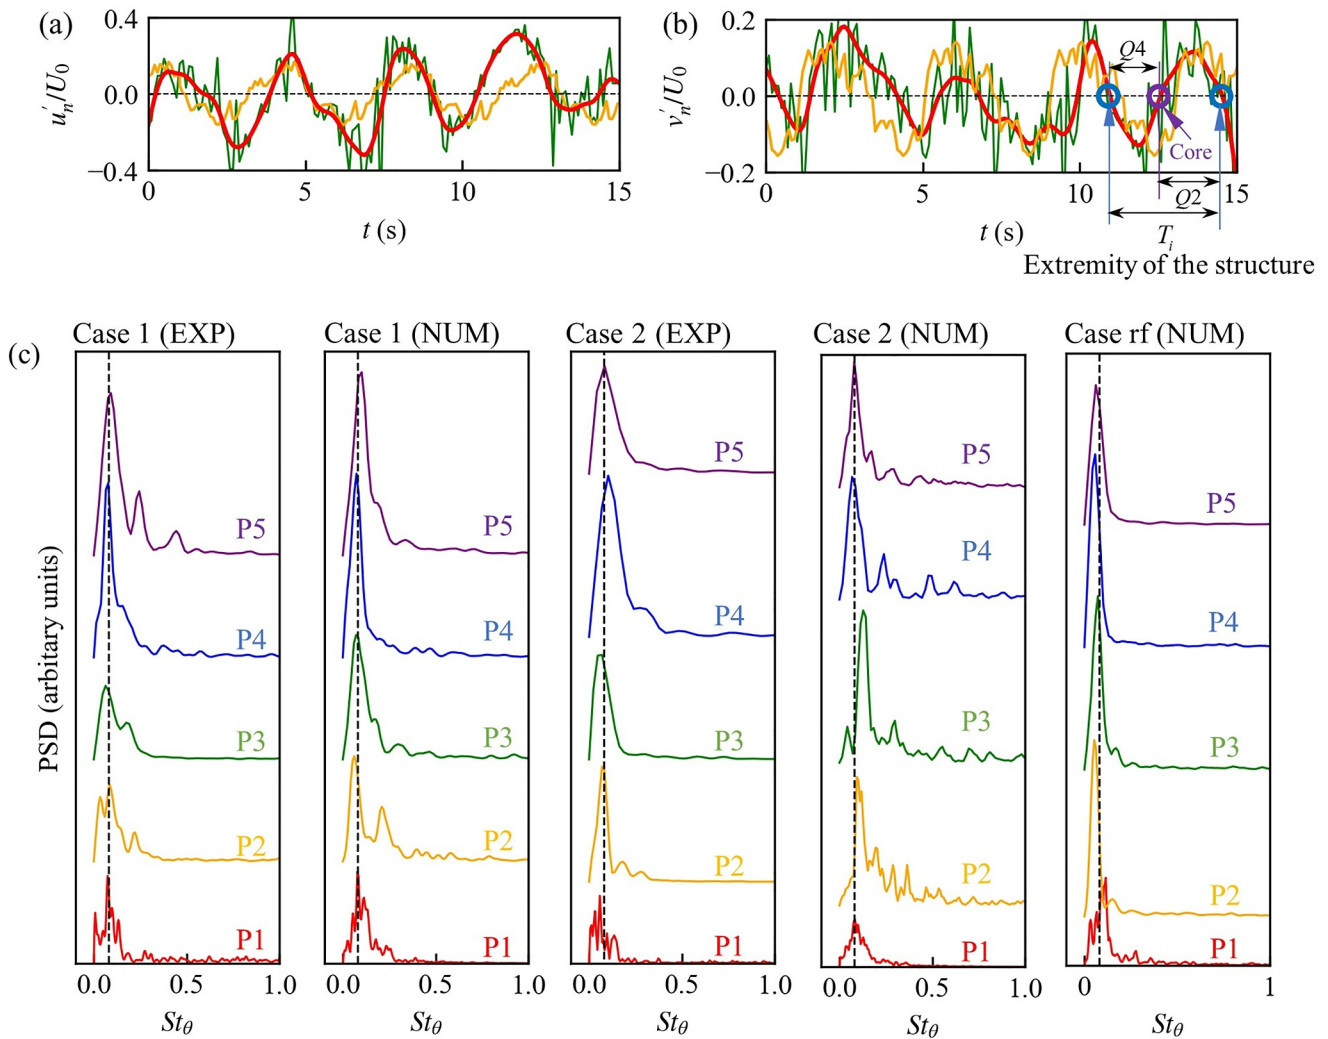 (a)
0.4
0.0
−0.4
u′n/U0
0 5 10 15
t (s)
(b)
0.2
0.0
−0.2
v′n/U0
Q4
Core
Q2
Ti
0 5 10 15
t (s)
Extremity of the structure
(c)
Case 1 (EXP) Case 1 (NUM) Case 2 (EXP) Case 2 (NUM) Case rf (NUM)
PSD (arbitary units)
P5 P5 P5 P5 P5
P4 P4 P4 P4 P4
P3 P3 P3 P3 P3
P2 P2 P2 P2 P2
P1 P1 P1 P1 P1
0.0 0.5 1.0 0.0 0.5 1.0 0.0 0.5 1.0 0.0 0.5 1.0 0 1
Stθ Stθ Stθ Stθ Stθ